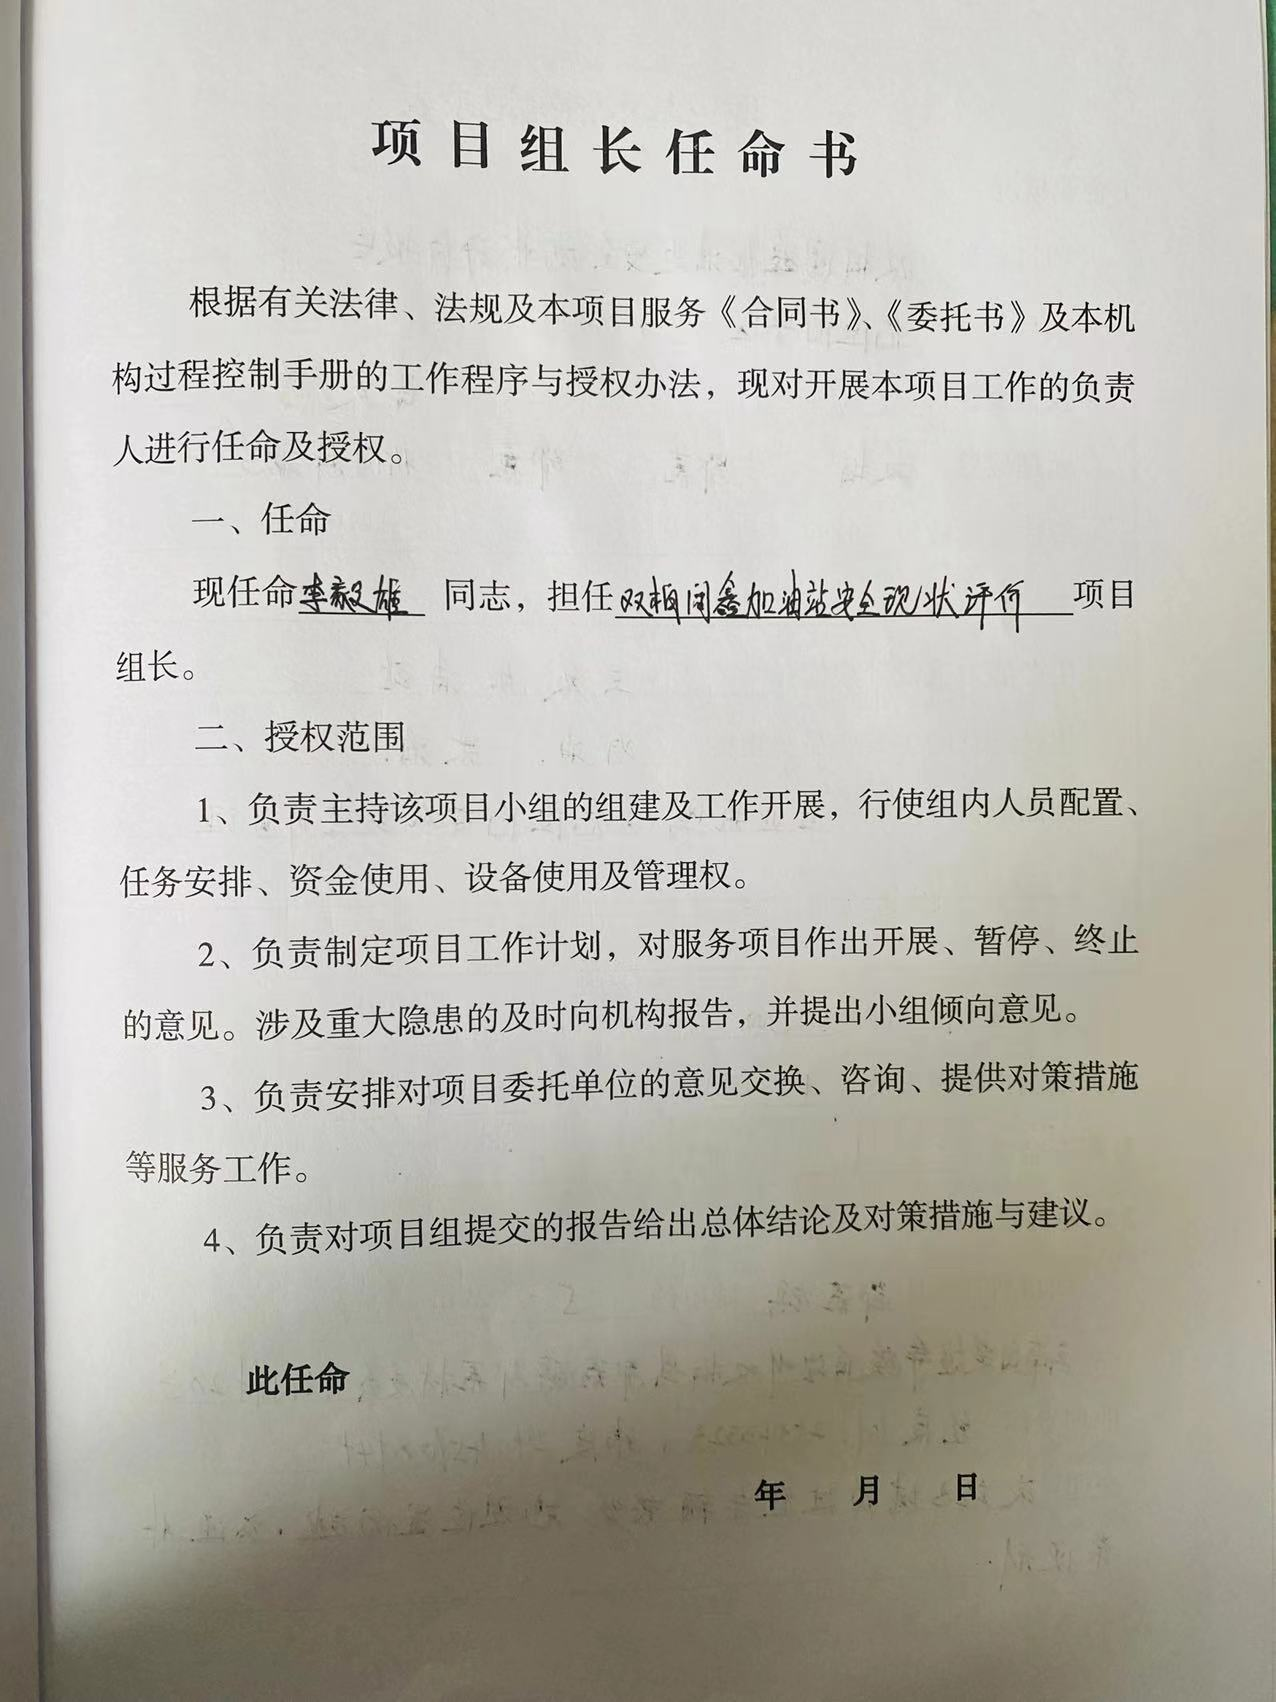 项目组长任命书
根据有关法律、法规及本项目服务《合同书》、《委托书》及本机
构过程控制手册的工作程序与授权办法，现对开展本项目工作的负责
人进行任命及授权。
一、任命
现任命李毅雄 同志，担任双柏闰鑫加油站安全现状评价 项目
组长。
二、授权范围
1、负责主持该项目小组的组建及工作开展，行使组内人员配置、
任务安排、资金使用、设备使用及管理权。
2、负责制定项目工作计划，对服务项目作出开展、暂停、终止
的意见。涉及重大隐患的及时向机构报告，并提出小组倾向意见。
3、负责安排对项目委托单位的意见交换、咨询、提供对策措施
等服务工作。
4、负责对项目组提交的报告给出总体结论及对策措施与建议。
此任命
年 月 日